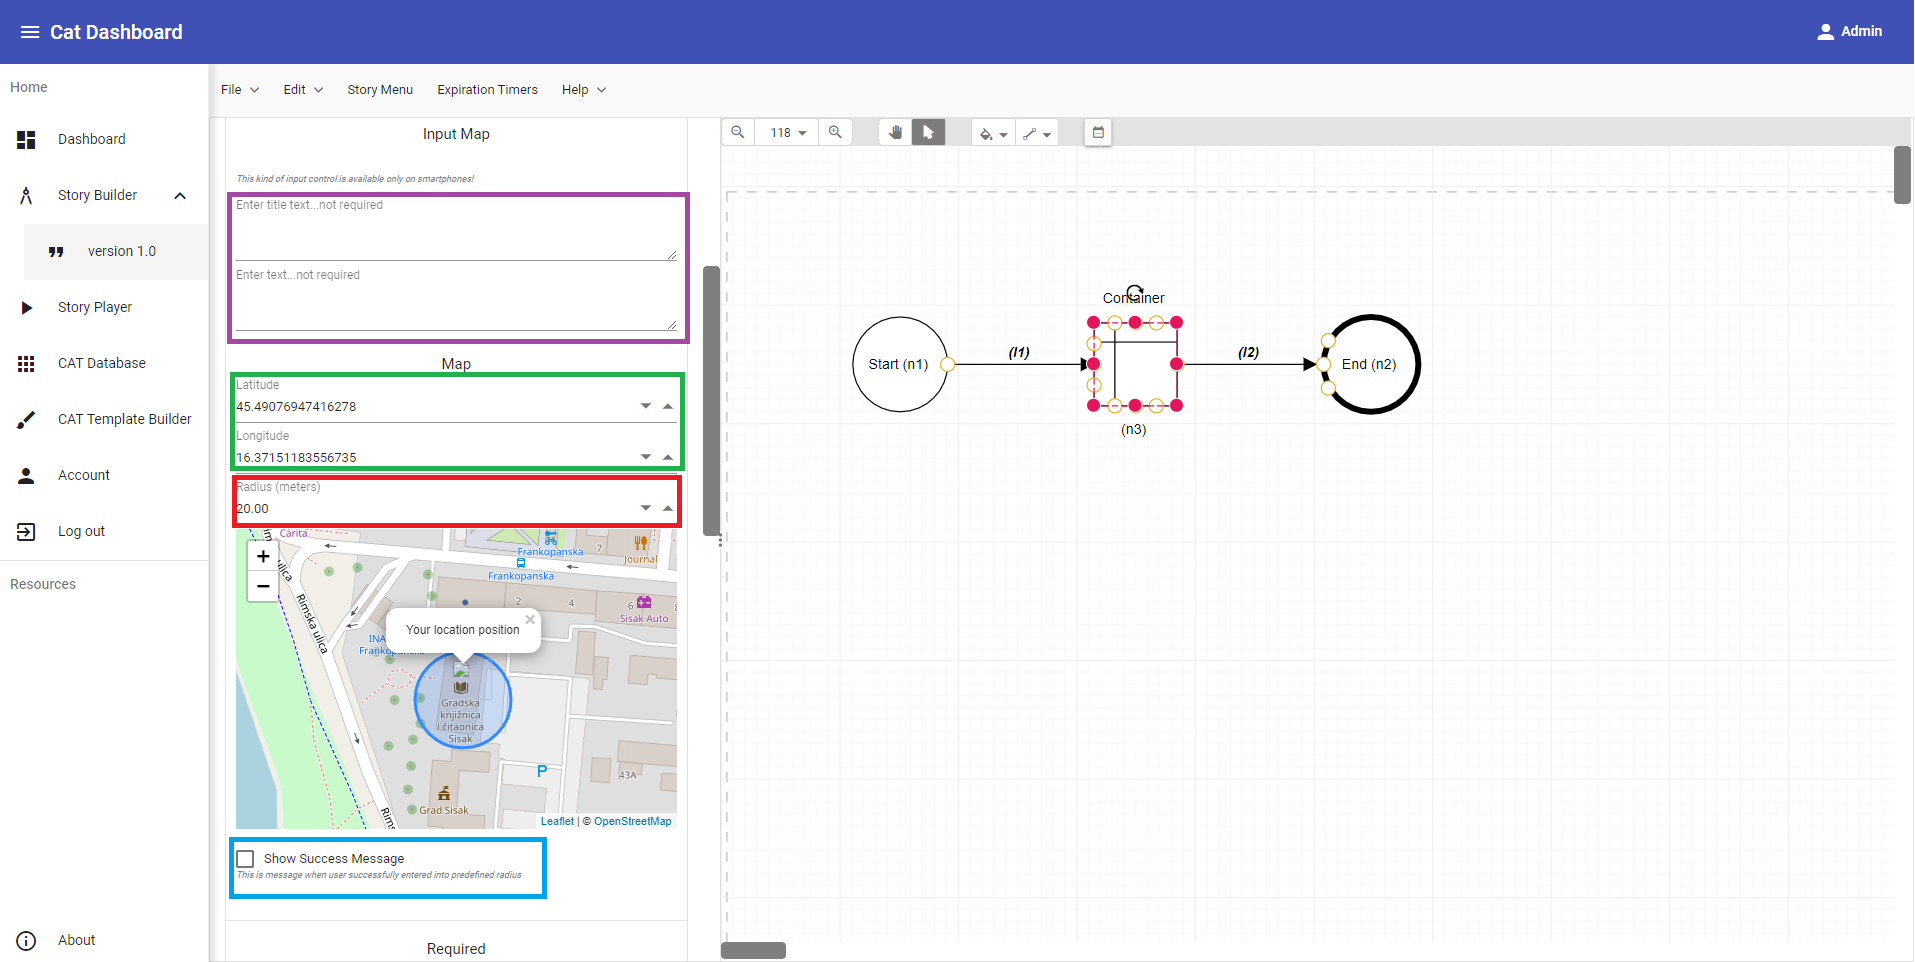 Cat Dashboard
Admin
Home
Dashboard
Story Builder
version 1.0
Story Player
CAT Database
CAT Template Builder
Account
Log out
Resources
About
File
Edit
Story Menu
Expiration Timers
Help
Input Map
This kind of input control is available only on smartphones!
Enter title text...not required
Enter text...not required
Map
Latitude
45.49076947416278
Longitude
16.37151183556735
Radius (meters)
20.00
Carita
Frankopanska
7
Journal
Frankopanska
+
−
Rimska ulica
2
4
6
Sisak Auto
Your location position
×
INA
Gradska
knjižnica
i čitaonica
Sisak
P
43A
Grad Sisak
Leaflet | © OpenStreetMap
Show Success Message
This is message when user successfully entered into predefined radius
Required
118
Container
Start (n1)
(l1)
(l2)
End (n2)
(n3)